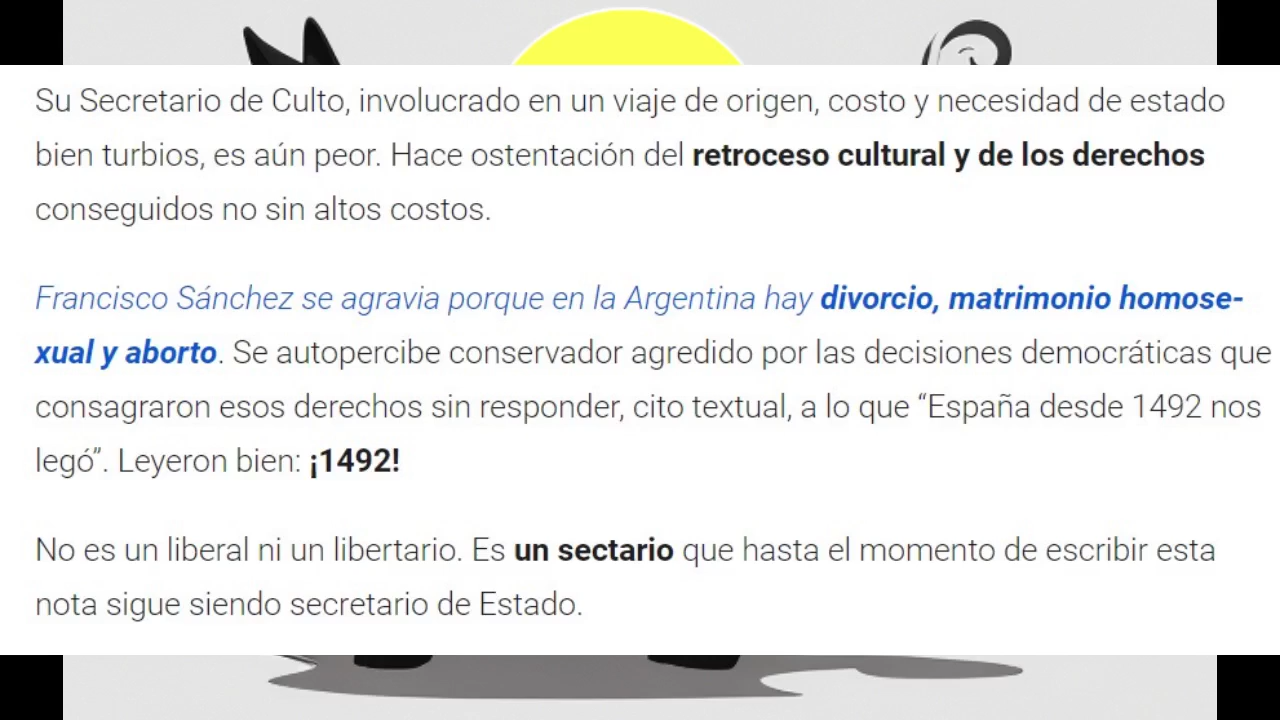 Su Secretario de Culto, involucrado en un viaje de origen, costo y necesidad de estado
bien turbios, es aún peor. Hace ostentación del retroceso cultural y de los derechos
conseguidos no sin altos costos.
Francisco Sánchez se agravia porque en la Argentina hay divorcio, matrimonio homose-
xual y aborto. Se autopercibe conservador agredido por las decisiones democráticas que
consagraron esos derechos sin responder, cito textual, a lo que “España desde 1492 nos
legó”. Leyeron bien: ¡1492!
No es un liberal ni un libertario. Es un sectario que hasta el momento de escribir esta
nota sigue siendo secretario de Estado.